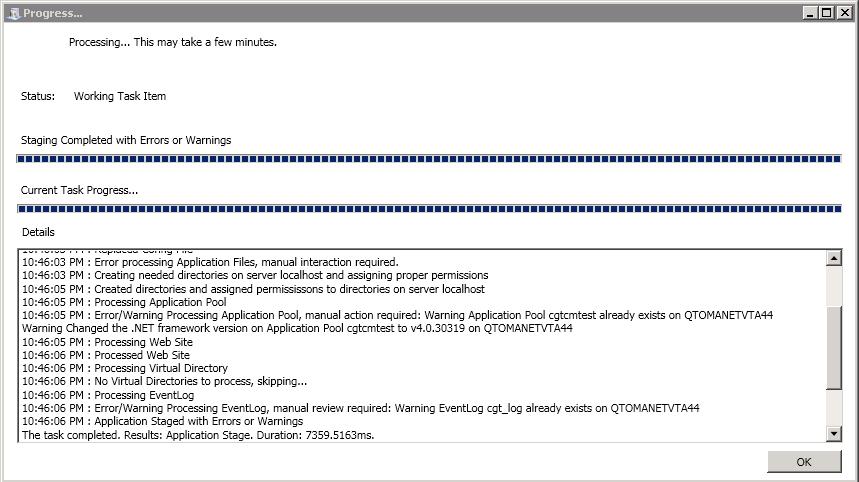 Progress...
Processing... This may take a few minutes.
Status: Working Task Item
Staging Completed with Errors or Warnings
Current Task Progress...
Details
10:46:03 PM : Replaced Config File
10:46:03 PM : Error processing Application Files, manual interaction required.
10:46:03 PM : Creating needed directories on server localhost and assigning proper permissions
10:46:05 PM : Created directories and assigned permisssions to directories on server localhost
10:46:05 PM : Processing Application Pool
10:46:05 PM : Error/Warning Processing Application Pool, manual action required: Warning Application Pool cgtcmtest already exists on QTOMANETVTA44
Warning Changed the .NET framework version on Application Pool cgtcmtest to v4.0.30319 on QTOMANETVTA44
10:46:05 PM : Processing Web Site
10:46:06 PM : Processed Web Site
10:46:06 PM : Processing Virtual Directory
10:46:06 PM : No Virtual Directories to process, skipping...
10:46:06 PM : Processing EventLog
10:46:06 PM : Error/Warning Processing EventLog, manual review required: Warning EventLog cgt_log already exists on QTOMANETVTA44
10:46:06 PM : Application Staged with Errors or Warnings
The task completed. Results: Application Stage. Duration: 7359.5163ms.
OK